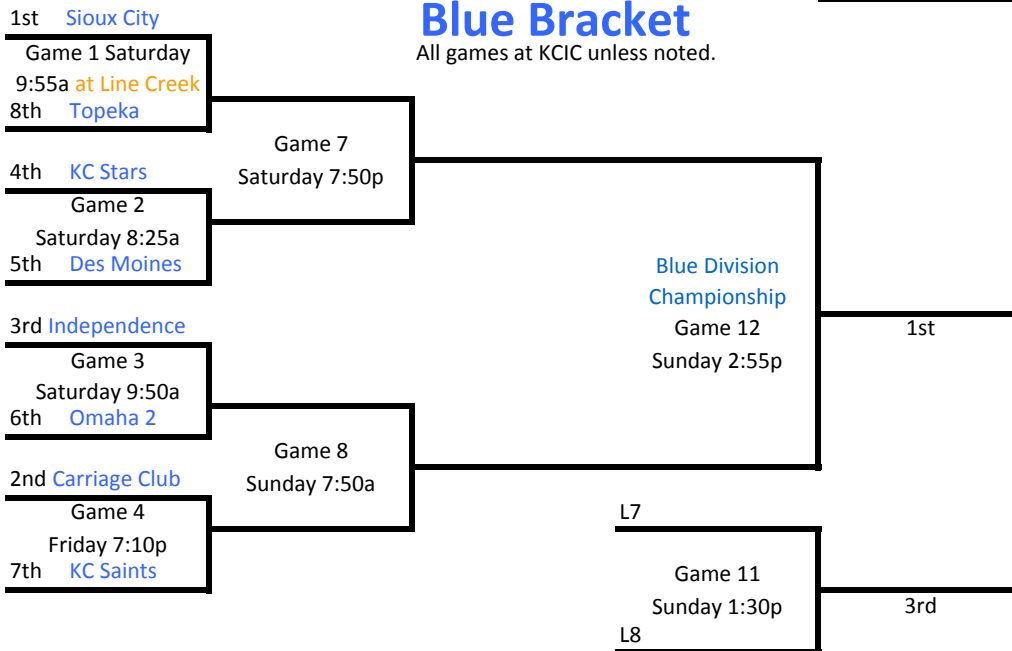 Blue Bracket
All games at KCIC unless noted.
1st Sioux City
Game 1 Saturday
9:55a at Line Creek
8th Topeka
Game 7
Saturday 7:50p
4th KC Stars
Game 2
Saturday 8:25a
5th Des Moines
Blue Division
Championship
Game 12
Sunday 2:55p
1st
3rd Independence
Game 3
Saturday 9:50a
6th Omaha 2
Game 8
Sunday 7:50a
2nd Carriage Club
Game 4
Friday 7:10p
7th KC Saints
L7
Game 11
Sunday 1:30p
3rd
L8